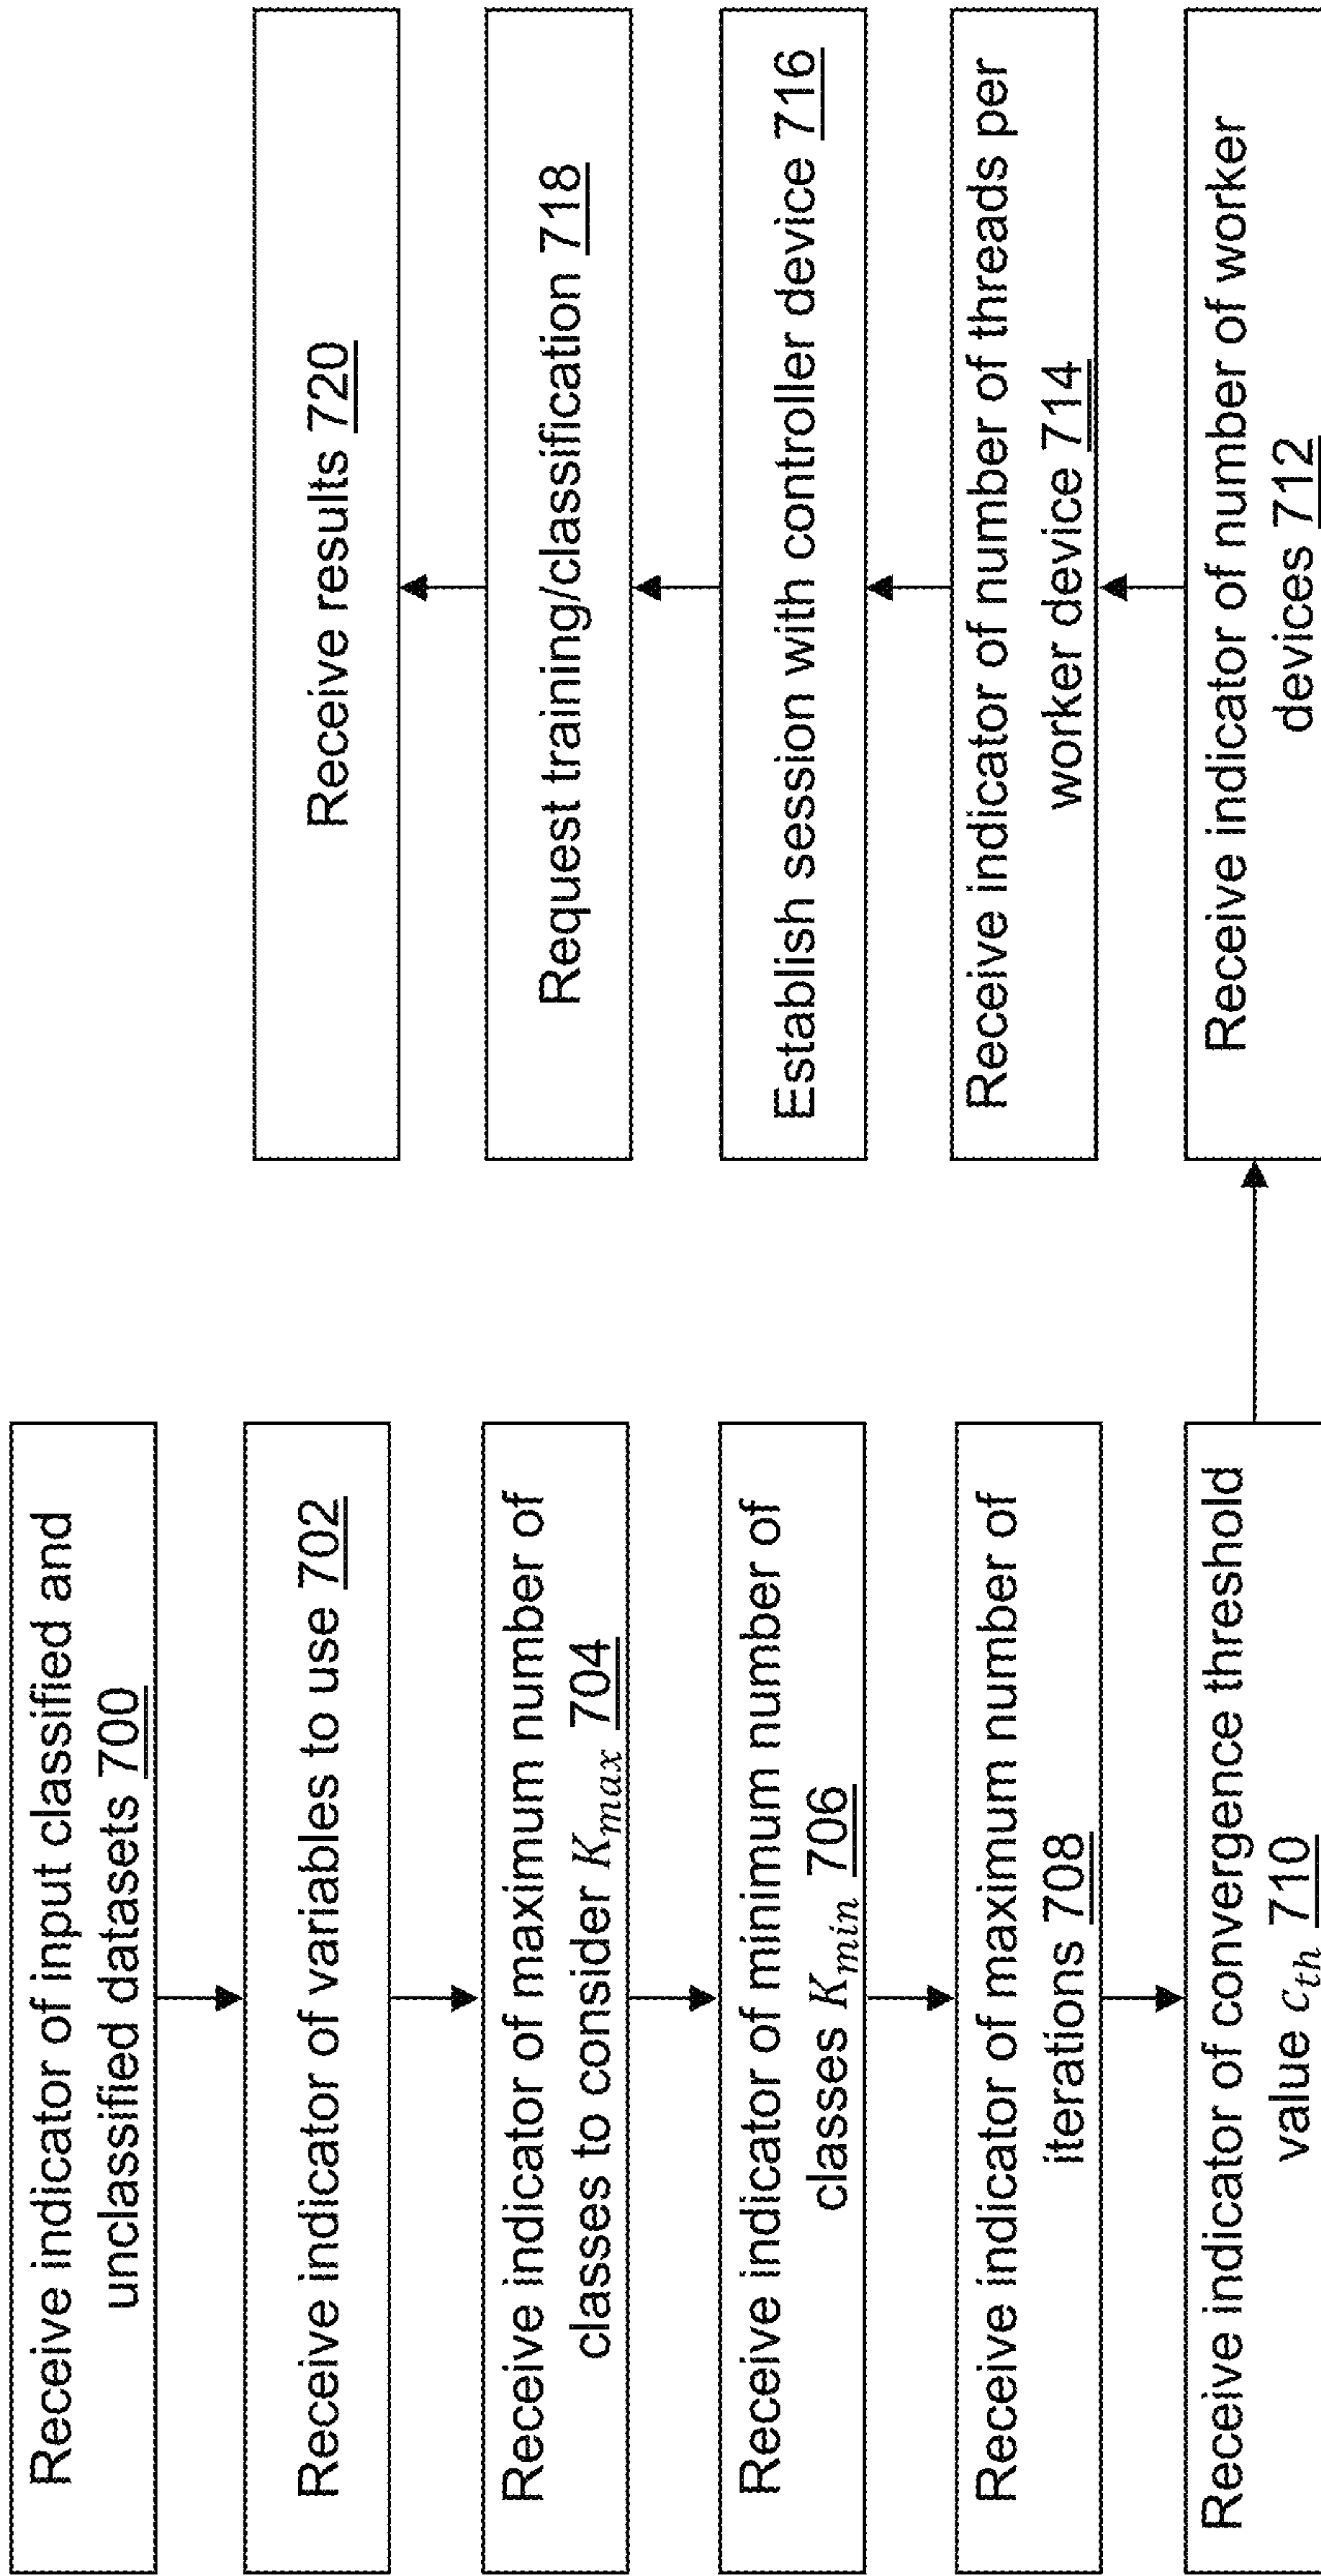 Receive indicator of input classified and
unclassified datasets 700
Receive indicator of variables to use 702
Receive indicator of maximum number of
classes to consider K_max 704
Receive indicator of minimum number of
classes K_min 706
Receive indicator of maximum number of
iterations 708
Receive indicator of convergence threshold
value c_th 710
Receive indicator of number of worker
devices 712
Receive indicator of number of threads per
worker device 714
Establish session with controller device 716
Request training/classification 718
Receive results 720